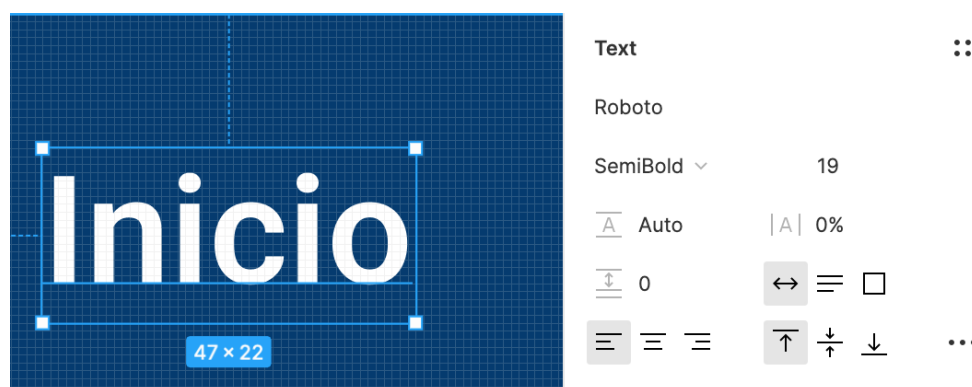 Inicio
47 × 22
Text
Roboto
SemiBold 19
A Auto |A| 0%
0